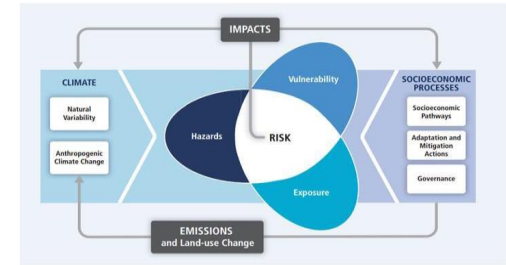 IMPACTS
CLIMATE
Natural
Variability
Anthropogenic
Climate Change
Vulnerability
Hazards
RISK
Exposure
SOCIOECONOMIC
PROCESSES
Socioeconomic
Pathways
Adaptation and
Mitigation
Actions
Governance
EMISSIONS
and Land-use Change